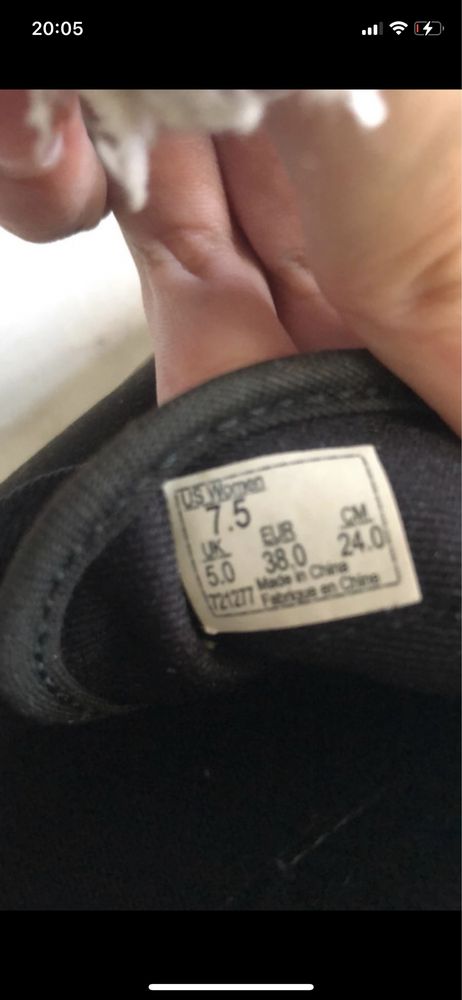 20:05
US Women
7.5
UK EUR CM
5.0 38.0 24.0
Made in China
721277 Fabrique en Chine